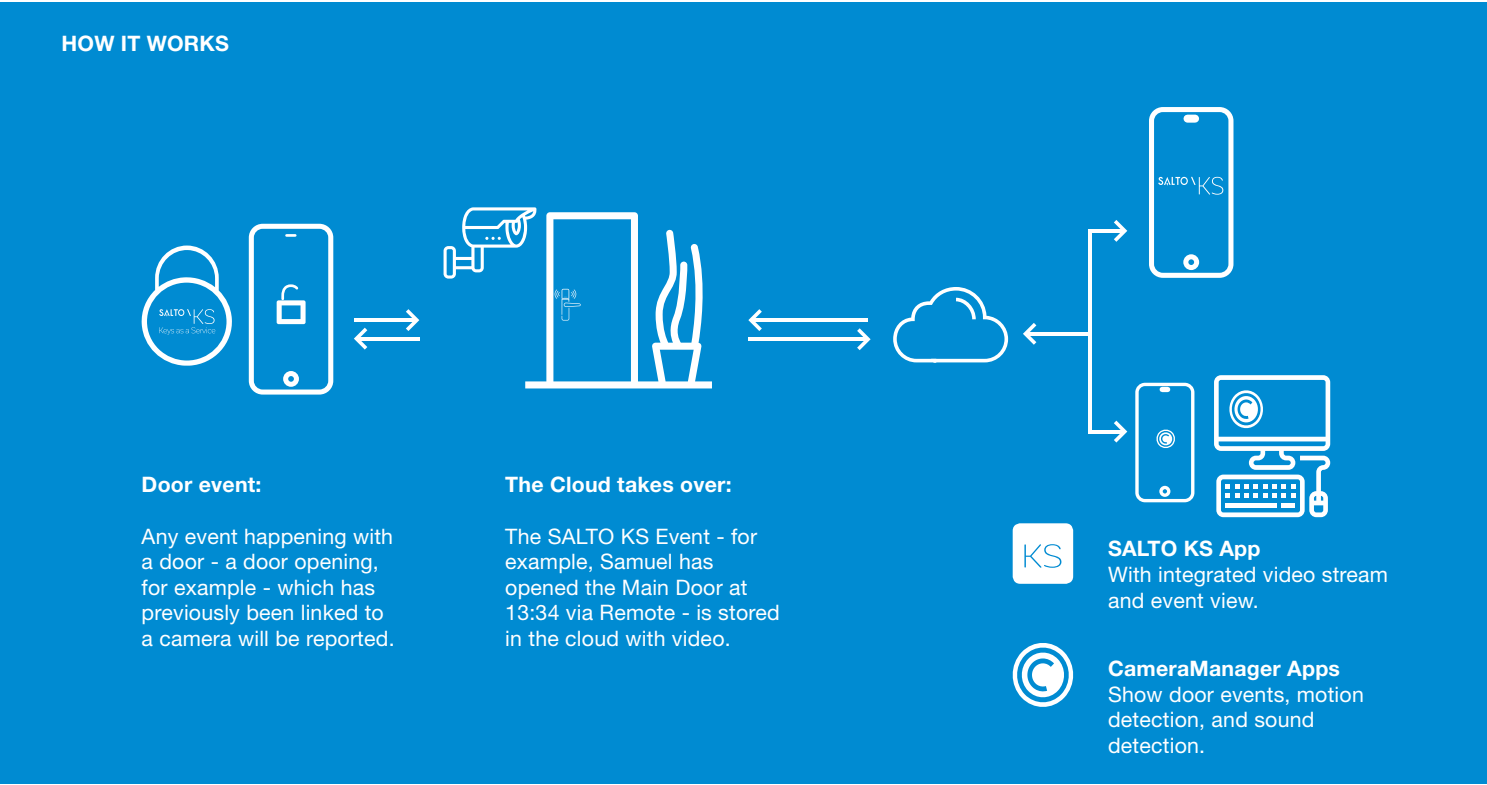 HOW IT WORKS
SALTO KS
SALTO KS
Keys as a Service
Door event:
Any event happening with
a door - a door opening,
for example - which has
previously been linked to
a camera will be reported.
The Cloud takes over:
The SALTO KS Event - for
example, Samuel has
opened the Main Door at
13:34 via Remote - is stored
in the cloud with video.
KS
SALTO KS App
With integrated video stream
and event view.
C
CameraManager Apps
Show door events, motion
detection, and sound
detection.